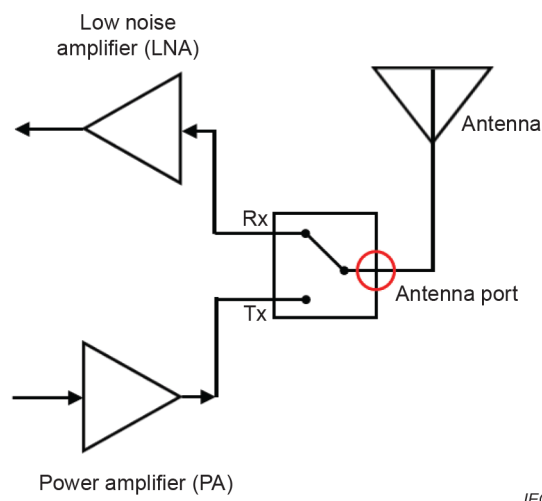 Low noise
amplifier (LNA)
Antenna
Rx
Antenna port
Tx
Power amplifier (PA)